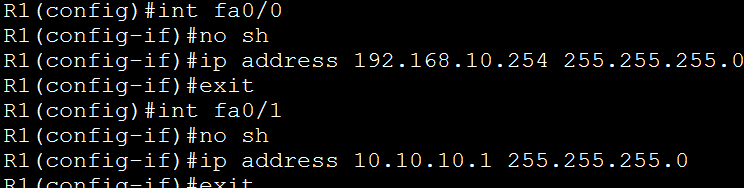 R1(config)#int fa0/0
R1(config-if)#no sh
R1(config-if)#ip address 192.168.10.254 255.255.255.0
R1(config-if)#exit
R1(config)#int fa0/1
R1(config-if)#no sh
R1(config-if)#ip address 10.10.10.1 255.255.255.0
R1(config-if)#exit